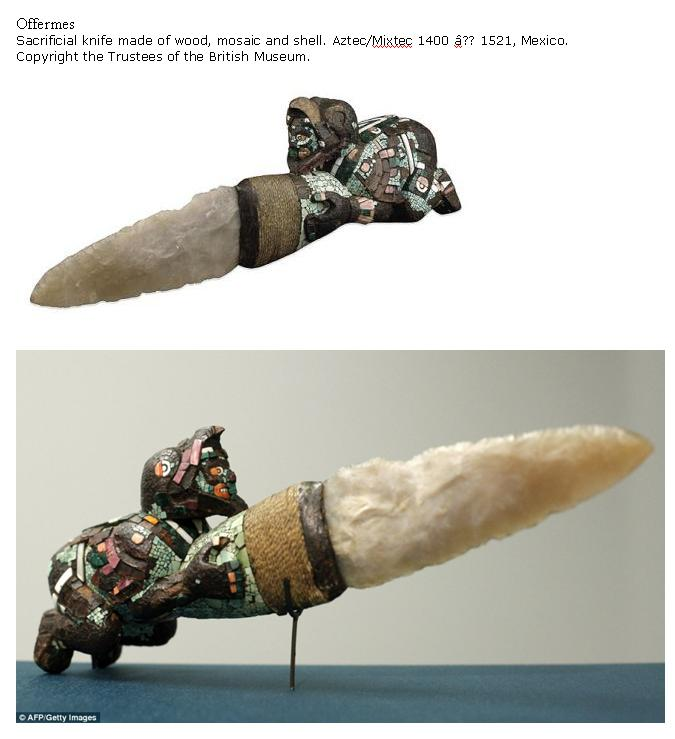 Offermes
Sacrificial knife made of wood, mosaic and shell. Aztec/Mixtec 1400 â?? 1521, Mexico.
Copyright the Trustees of the British Museum.
© AFP/Getty Images